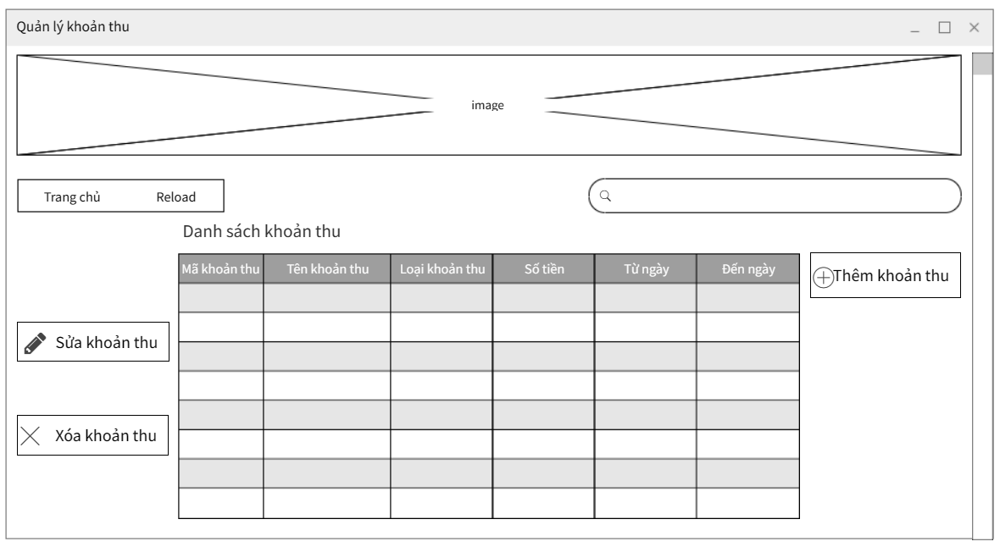 Quản lý khoản thu
image
Trang chủ Reload
Danh sách khoản thu
Mã khoản thu Tên khoản thu Loại khoản thu Số tiền Từ ngày Đến ngày
Thêm khoản thu
Sửa khoản thu
Xóa khoản thu